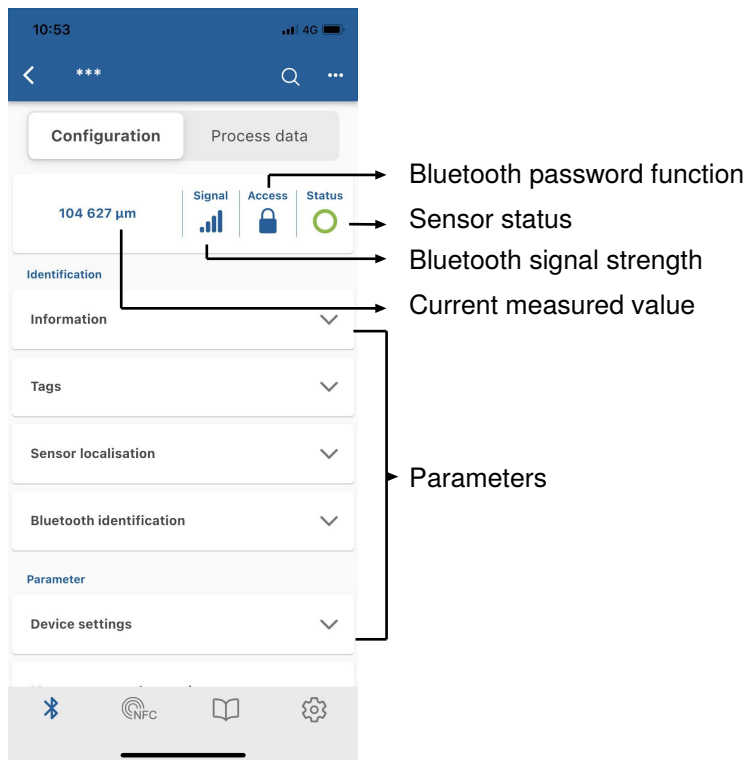 10:53 4G
***
Configuration Process data
Signal Access Status
104 627 µm
Bluetooth password function
Sensor status
Bluetooth signal strength
Current measured value
Identification
Information
Tags
Sensor localisation
Parameters
Bluetooth identification
Parameter
Device settings
NFC